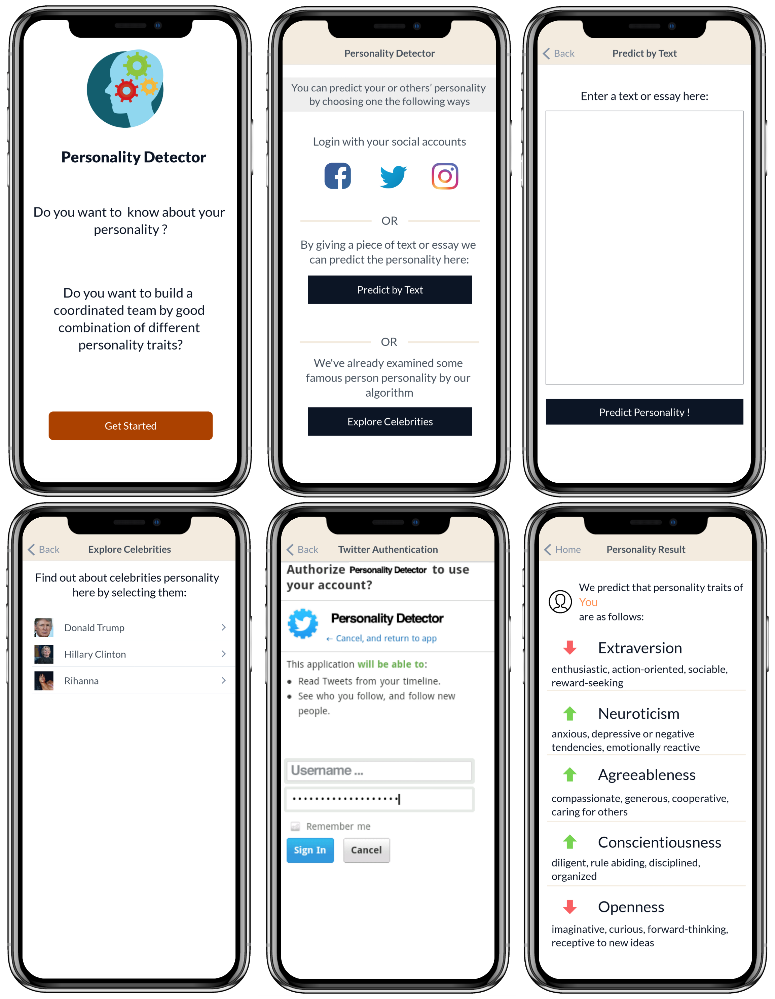 Personality Detector
Do you want to know about your
personality ?
Do you want to build a
coordinated team by good
combination of different
personality traits?
Get Started
Personality Detector
You can predict your or others’ personality
by choosing one the following ways
Login with your social accounts
OR
By giving a piece of text or essay we
can predict the personality here:
Predict by Text
OR
We've already examined some
famous person personality by our
algorithm
Explore Celebrities
Back
Predict by Text
Enter a text or essay here:
Predict Personality !
Back
Explore Celebrities
Find out about celebrities personality
here by selecting them:
Donald Trump
Hillary Clinton
Rihanna
Back
Twitter Authentication
Authorize Personality Detector to use
your account?
Personality Detector
← Cancel, and return to app
This application will be able to:
• Read Tweets from your timeline.
• See who you follow, and follow new
people.
Username ...
Remember me
Sign In
Cancel
Home
Personality Result
We predict that personality traits of
You
are as follows:
Extraversion
enthusiastic, action-oriented, sociable,
reward-seeking
Neuroticism
anxious, depressive or negative
tendencies, emotionally reactive
Agreeableness
compassionate, generous, cooperative,
caring for others
Conscientiousness
diligent, rule abiding, disciplined,
organized
Openness
imaginative, curious, forward-thinking,
receptive to new ideas